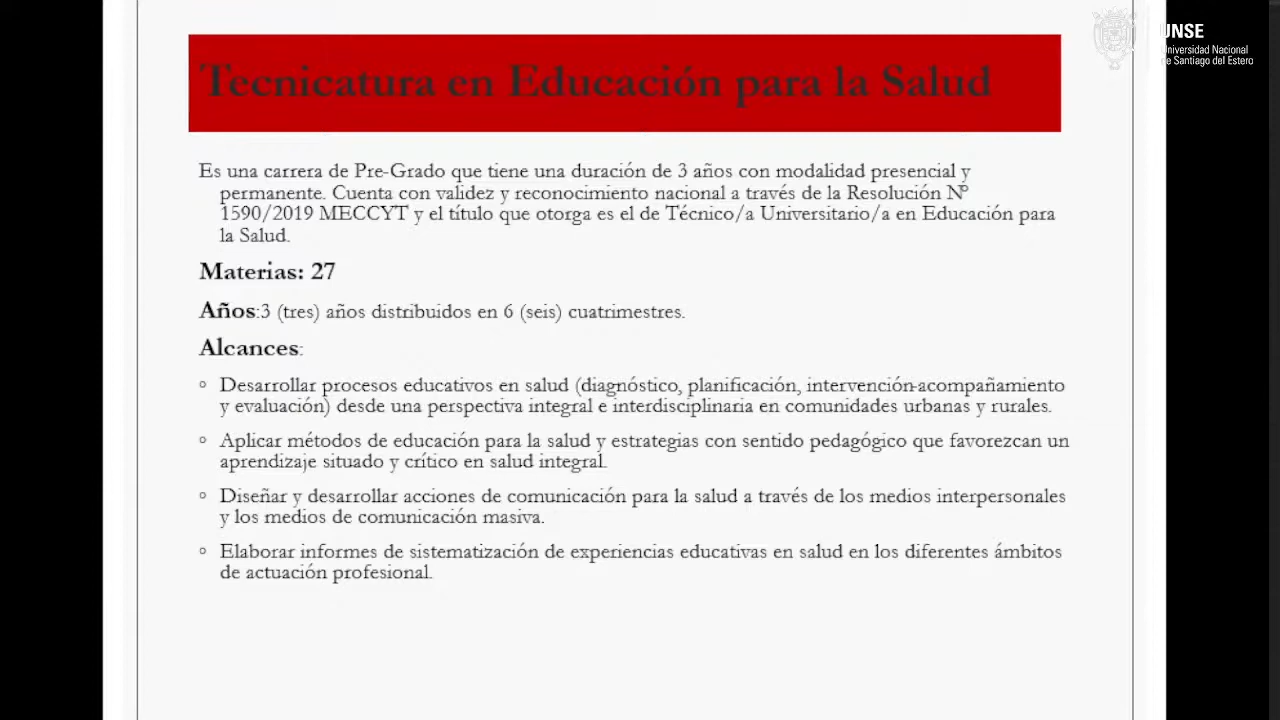 UNSE
Universidad Nacional
de Santiago del Estero
Tecnicatura en Educación para la Salud
Es una carrera de Pre-Grado que tiene una duración de 3 años con modalidad presencial y
permanente. Cuenta con validez y reconocimiento nacional a través de la Resolución Nº
1590/2019 MECCYT y el título que otorga es el de Técnico/a Universitario/a en Educación para
la Salud.
Materias: 27
Años:3 (tres) años distribuidos en 6 (seis) cuatrimestres.
Alcances:
Desarrollar procesos educativos en salud (diagnóstico, planificación, intervención-acompañamiento
y evaluación) desde una perspectiva integral e interdisciplinaria en comunidades urbanas y rurales.
Aplicar métodos de educación para la salud y estrategias con sentido pedagógico que favorezcan un
aprendizaje situado y crítico en salud integral.
Diseñar y desarrollar acciones de comunicación para la salud a través de los medios interpersonales
y los medios de comunicación masiva.
Elaborar informes de sistematización de experiencias educativas en salud en los diferentes ámbitos
de actuación profesional.